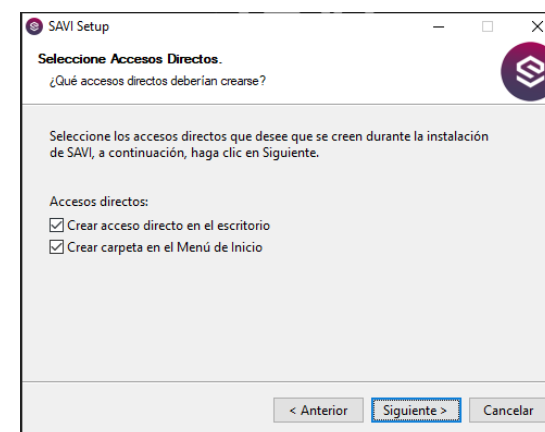 SAVI Setup
Seleccione Accesos Directos.
¿Qué accesos directos deberían crearse?
Seleccione los accesos directos que desee que se creen durante la instalación
de SAVI, a continuación, haga clic en Siguiente.
Accesos directos:
Crear acceso directo en el escritorio
Crear carpeta en el Menú de Inicio
< Anterior
Siguiente >
Cancelar